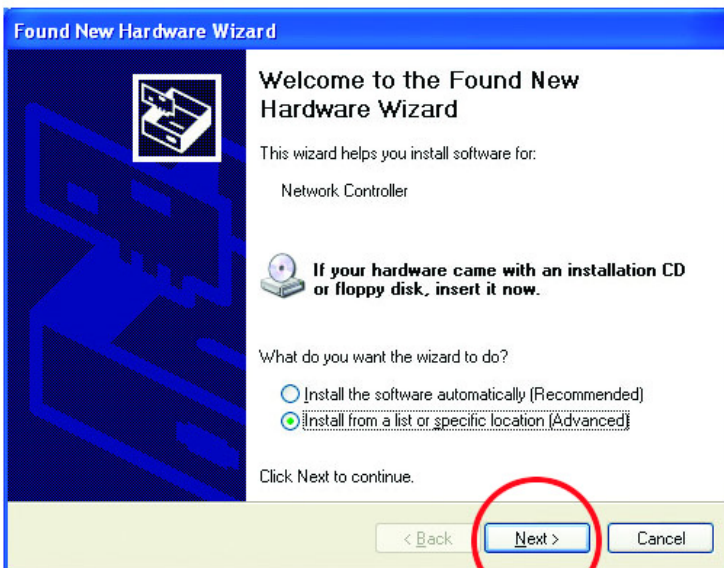 Found New Hardware Wizard
Welcome to the Found New
Hardware Wizard
This wizard helps you install software for:
Network Controller
If your hardware came with an installation CD
or floppy disk, insert it now.
What do you want the wizard to do?
Install the software automatically (Recommended)
Install from a list or specific location (Advanced)
Click Next to continue.
< Back Next > Cancel